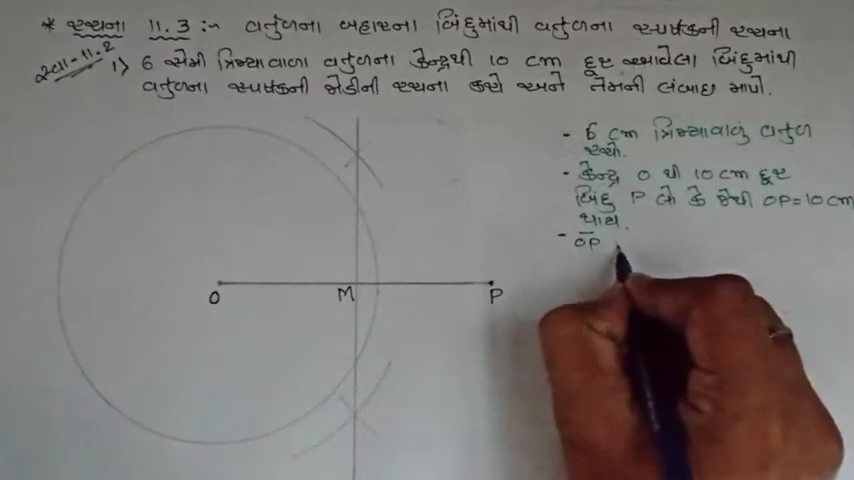 * રચના 11.3 :- વર્તુળના બહારના બિંદુમાંથી વર્તુળના સ્પર્શકની રચના
સ્વા-11.2
1) 6 સેમી ત્રિજ્યાવાળા વર્તુળના કેન્દ્રથી 10 cm દૂર આવેલા બિંદુમાંથી
વર્તુળના સ્પર્શકની જોડીની રચના કરો અને તેમની લંબાઇ માપો.
- 6 cm ત્રિજ્યાવાળું વર્તુળ
રચો.
- કેન્દ્ર O થી 10 cm દૂર
બિંદુ P લો કે જેથી OP = 10 cm
થાય.
- OP
O M P